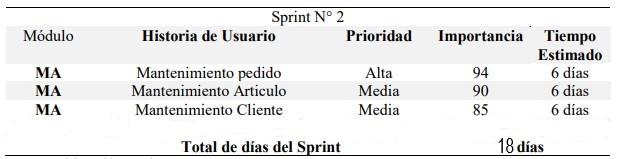 Sprint N° 2
Módulo Historia de Usuario Prioridad Importancia Tiempo Estimado
MA Mantenimiento pedido Alta 94 6 días
MA Mantenimiento Articulo Media 90 6 días
MA Mantenimiento Cliente Media 85 6 días
Total de días del Sprint 18 días